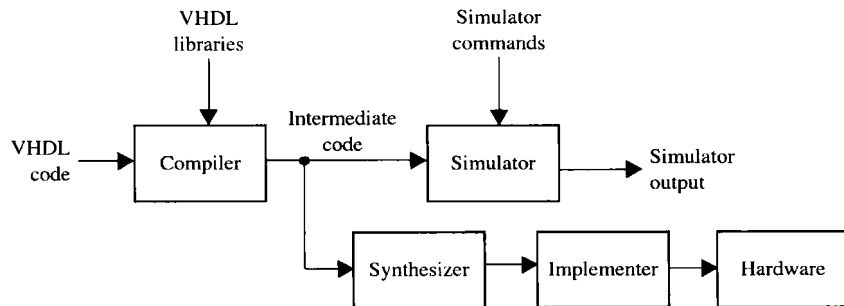 VHDL
libraries
Simulator
commands
Intermediate
code
VHDL
code
Compiler
Simulator
Simulator
output
Synthesizer
Implementer
Hardware